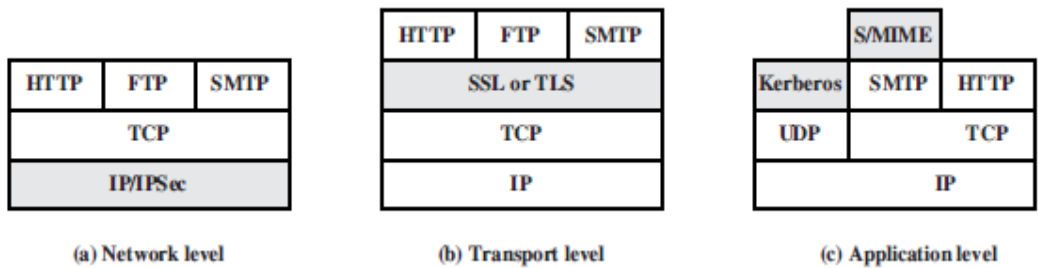 HTTP FTP SMTP
TCP
IP/IPSec
(a) Network level
HTTP FTP SMTP
SSL or TLS
TCP
IP
(b) Transport level
S/MIME
Kerberos SMTP HTTP
UDP TCP
IP
(c) Application level